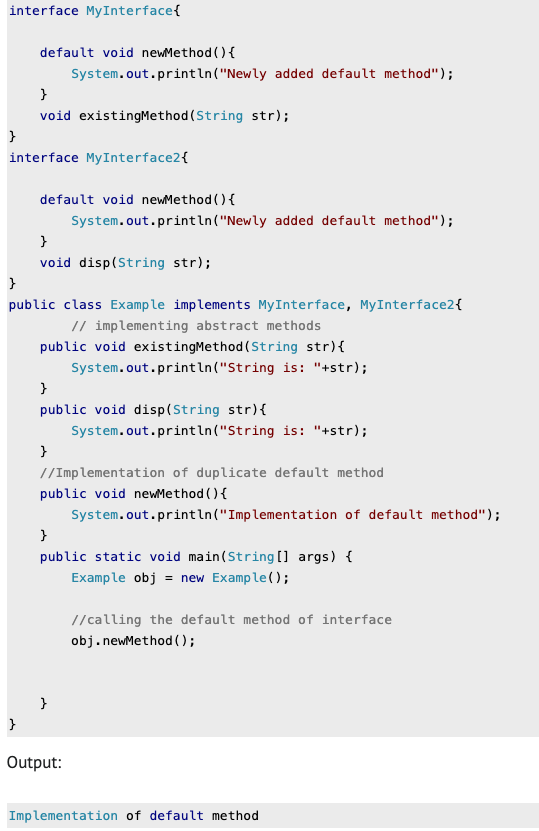 interface MyInterface{
default void newMethod(){
System.out.println("Newly added default method");
}
void existingMethod(String str);
}
interface MyInterface2{
default void newMethod(){
System.out.println("Newly added default method");
}
void disp(String str);
}
public class Example implements MyInterface, MyInterface2{
// implementing abstract methods
public void existingMethod(String str){
System.out.println("String is: "+str);
}
public void disp(String str){
System.out.println("String is: "+str);
}
//Implementation of duplicate default method
public void newMethod(){
System.out.println("Implementation of default method");
}
public static void main(String[] args) {
Example obj = new Example();
//calling the default method of interface
obj.newMethod();
}
}
Output:
Implementation of default method